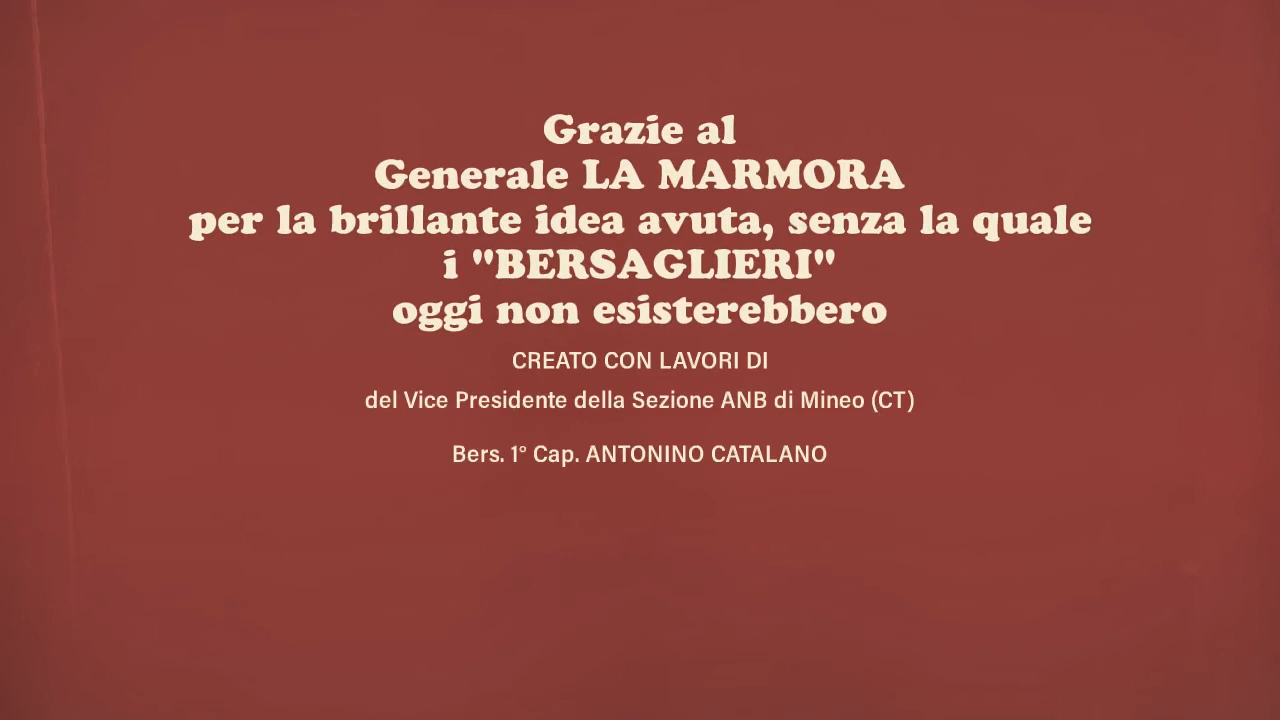 Grazie al
Generale LA MARMORA
per la brillante idea avuta, senza la quale
i "BERSAGLIERI"
oggi non esisterebbero
CREATO CON LAVORI DI
del Vice Presidente della Sezione ANB di Mineo (CT)
Bers. 1° Cap. ANTONINO CATALANO